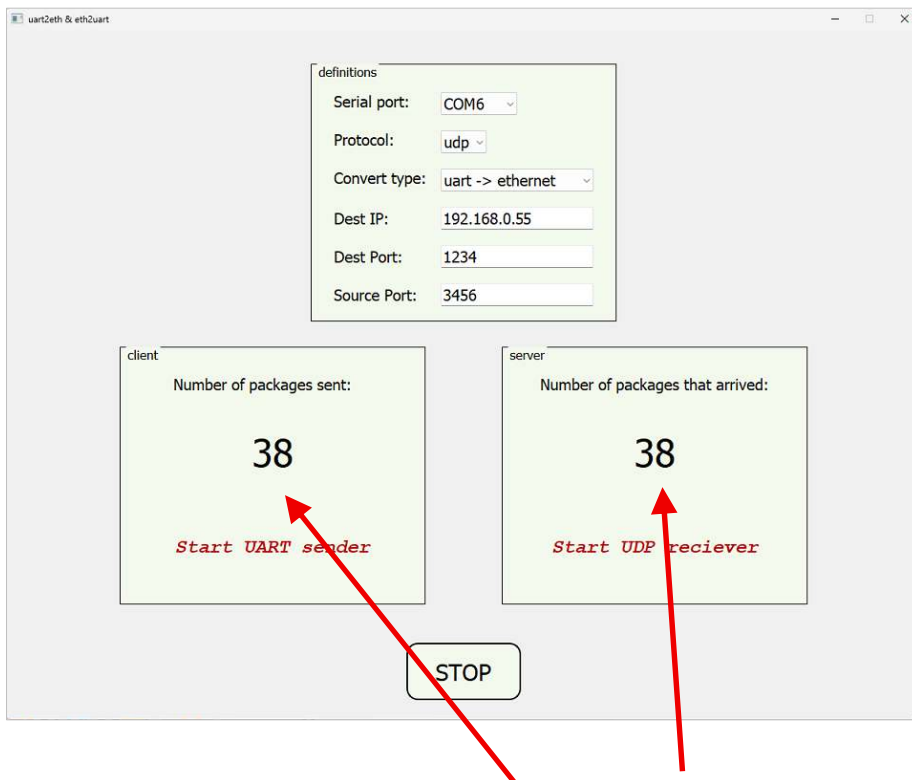 uart2eth & eth2uart
definitions
Serial port: COM6
Protocol: udp
Convert type: uart -> ethernet
Dest IP: 192.168.0.55
Dest Port: 1234
Source Port: 3456
client
Number of packages sent:
38
Start UART sender
server
Number of packages that arrived:
38
Start UDP reciever
STOP